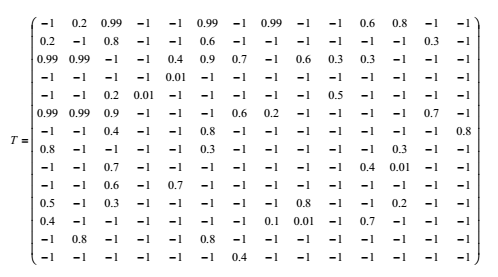 −1 0.2 0.99 −1 −1 0.99 −1 0.99 −1 −1 0.6 0.8 −1 −1
0.2 −1 0.8 −1 −1 0.6 −1 −1 −1 −1 −1 −1 0.3 −1
0.99 0.99 −1 −1 0.4 0.9 0.7 −1 0.6 0.3 0.3 −1 −1 −1
−1 −1 −1 −1 0.01 −1 −1 −1 −1 −1 −1 −1 −1 −1
−1 −1 0.2 0.01 −1 −1 −1 −1 −1 0.5 −1 −1 −1 −1
0.99 0.99 0.9 −1 −1 −1 0.6 0.2 −1 −1 −1 −1 0.7 −1
−1 −1 0.4 −1 −1 0.8 −1 −1 −1 −1 −1 −1 −1 0.8
T = 0.8 −1 −1 −1 −1 0.3 −1 −1 −1 −1 −1 0.3 −1 −1
−1 −1 0.7 −1 −1 −1 −1 −1 −1 −1 0.4 0.01 −1 −1
−1 −1 0.6 −1 0.7 −1 −1 −1 −1 −1 −1 −1 −1 −1
0.5 −1 0.3 −1 −1 −1 −1 −1 0.8 −1 −1 0.2 −1 −1
0.4 −1 −1 −1 −1 −1 −1 0.1 0.01 −1 0.7 −1 −1 −1
−1 0.8 −1 −1 −1 0.8 −1 −1 −1 −1 −1 −1 −1 −1
−1 −1 −1 −1 −1 −1 0.4 −1 −1 −1 −1 −1 −1 −1